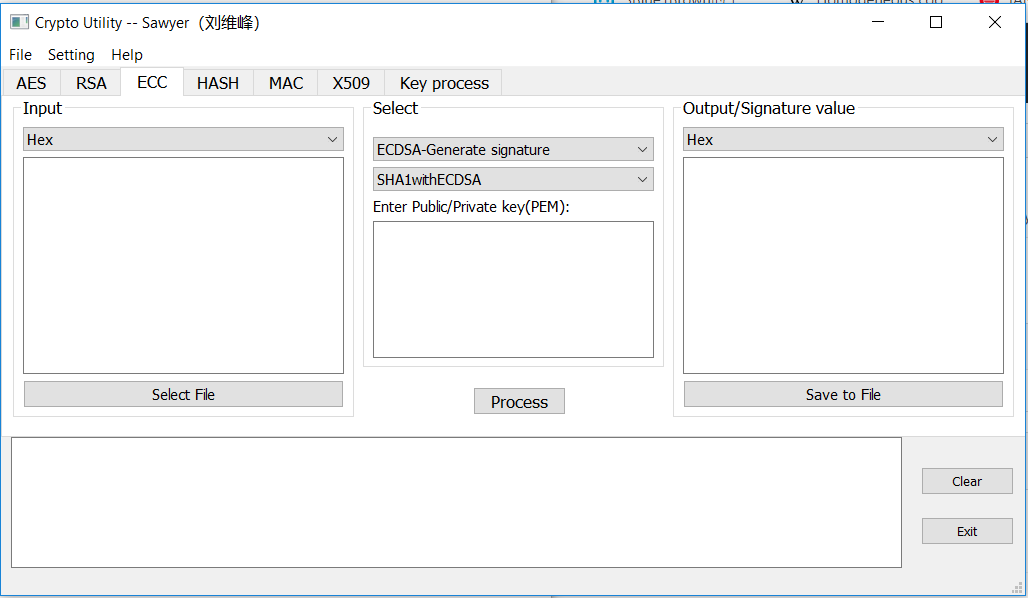 Crypto Utility -- Sawyer（刘维峰）
File Setting Help
AES RSA ECC HASH MAC X509 Key process
Input
Hex
Select File
Select
ECDSA-Generate signature
SHA1withECDSA
Enter Public/Private key(PEM):
Process
Output/Signature value
Hex
Save to File
Clear
Exit